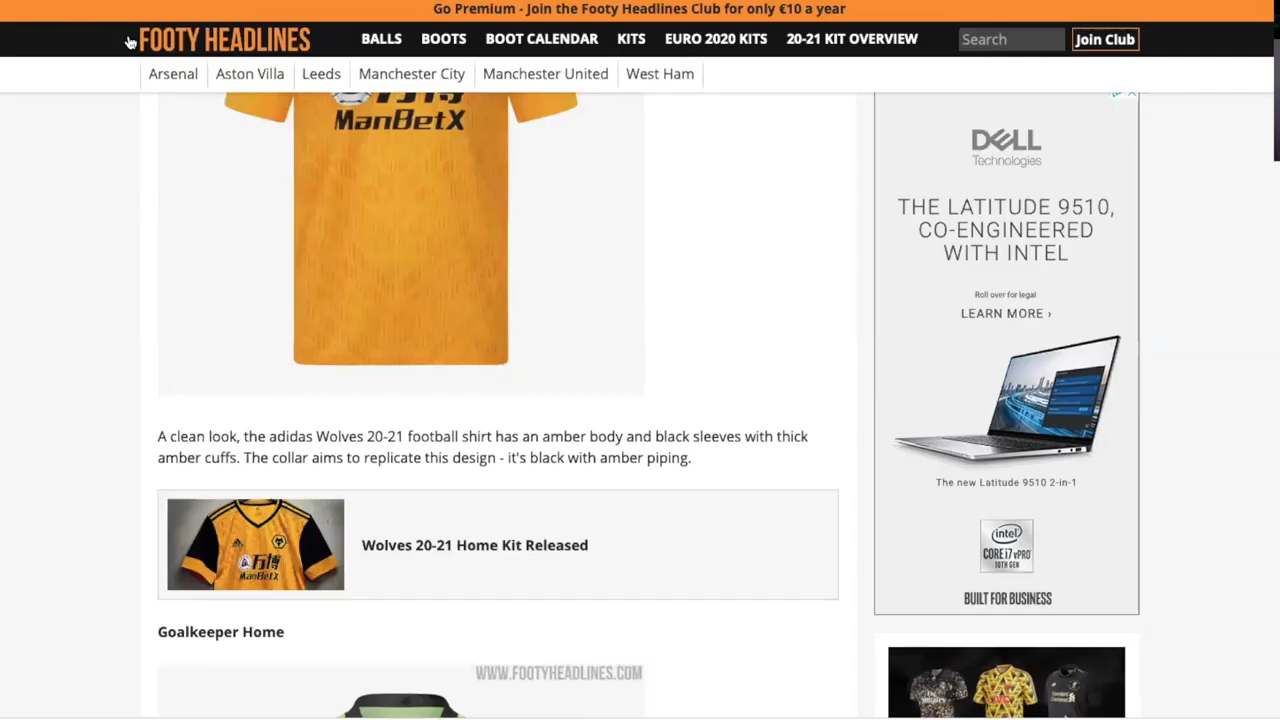 Go Premium - Join the Footy Headlines Club for only €10 a year
FOOTY HEADLINES
BALLS
BOOTS
BOOT CALENDAR
KITS
EURO 2020 KITS
20-21 KIT OVERVIEW
Search
Join Club
Arsenal
Aston Villa
Leeds
Manchester City
Manchester United
West Ham
万博
ManBetX
A clean look, the adidas Wolves 20-21 football shirt has an amber body and black sleeves with thick
amber cuffs. The collar aims to replicate this design - it's black with amber piping.
万博
ManBetX
Wolves 20-21 Home Kit Released
Goalkeeper Home
WWW.FOOTYHEADLINES.COM
DELL
Technologies
THE LATITUDE 9510,
CO-ENGINEERED
WITH INTEL
Roll over for legal
LEARN MORE ›
The new Latitude 9510 2-in-1
intel
CORE i7 vPRO
10TH GEN
BUILT FOR BUSINESS